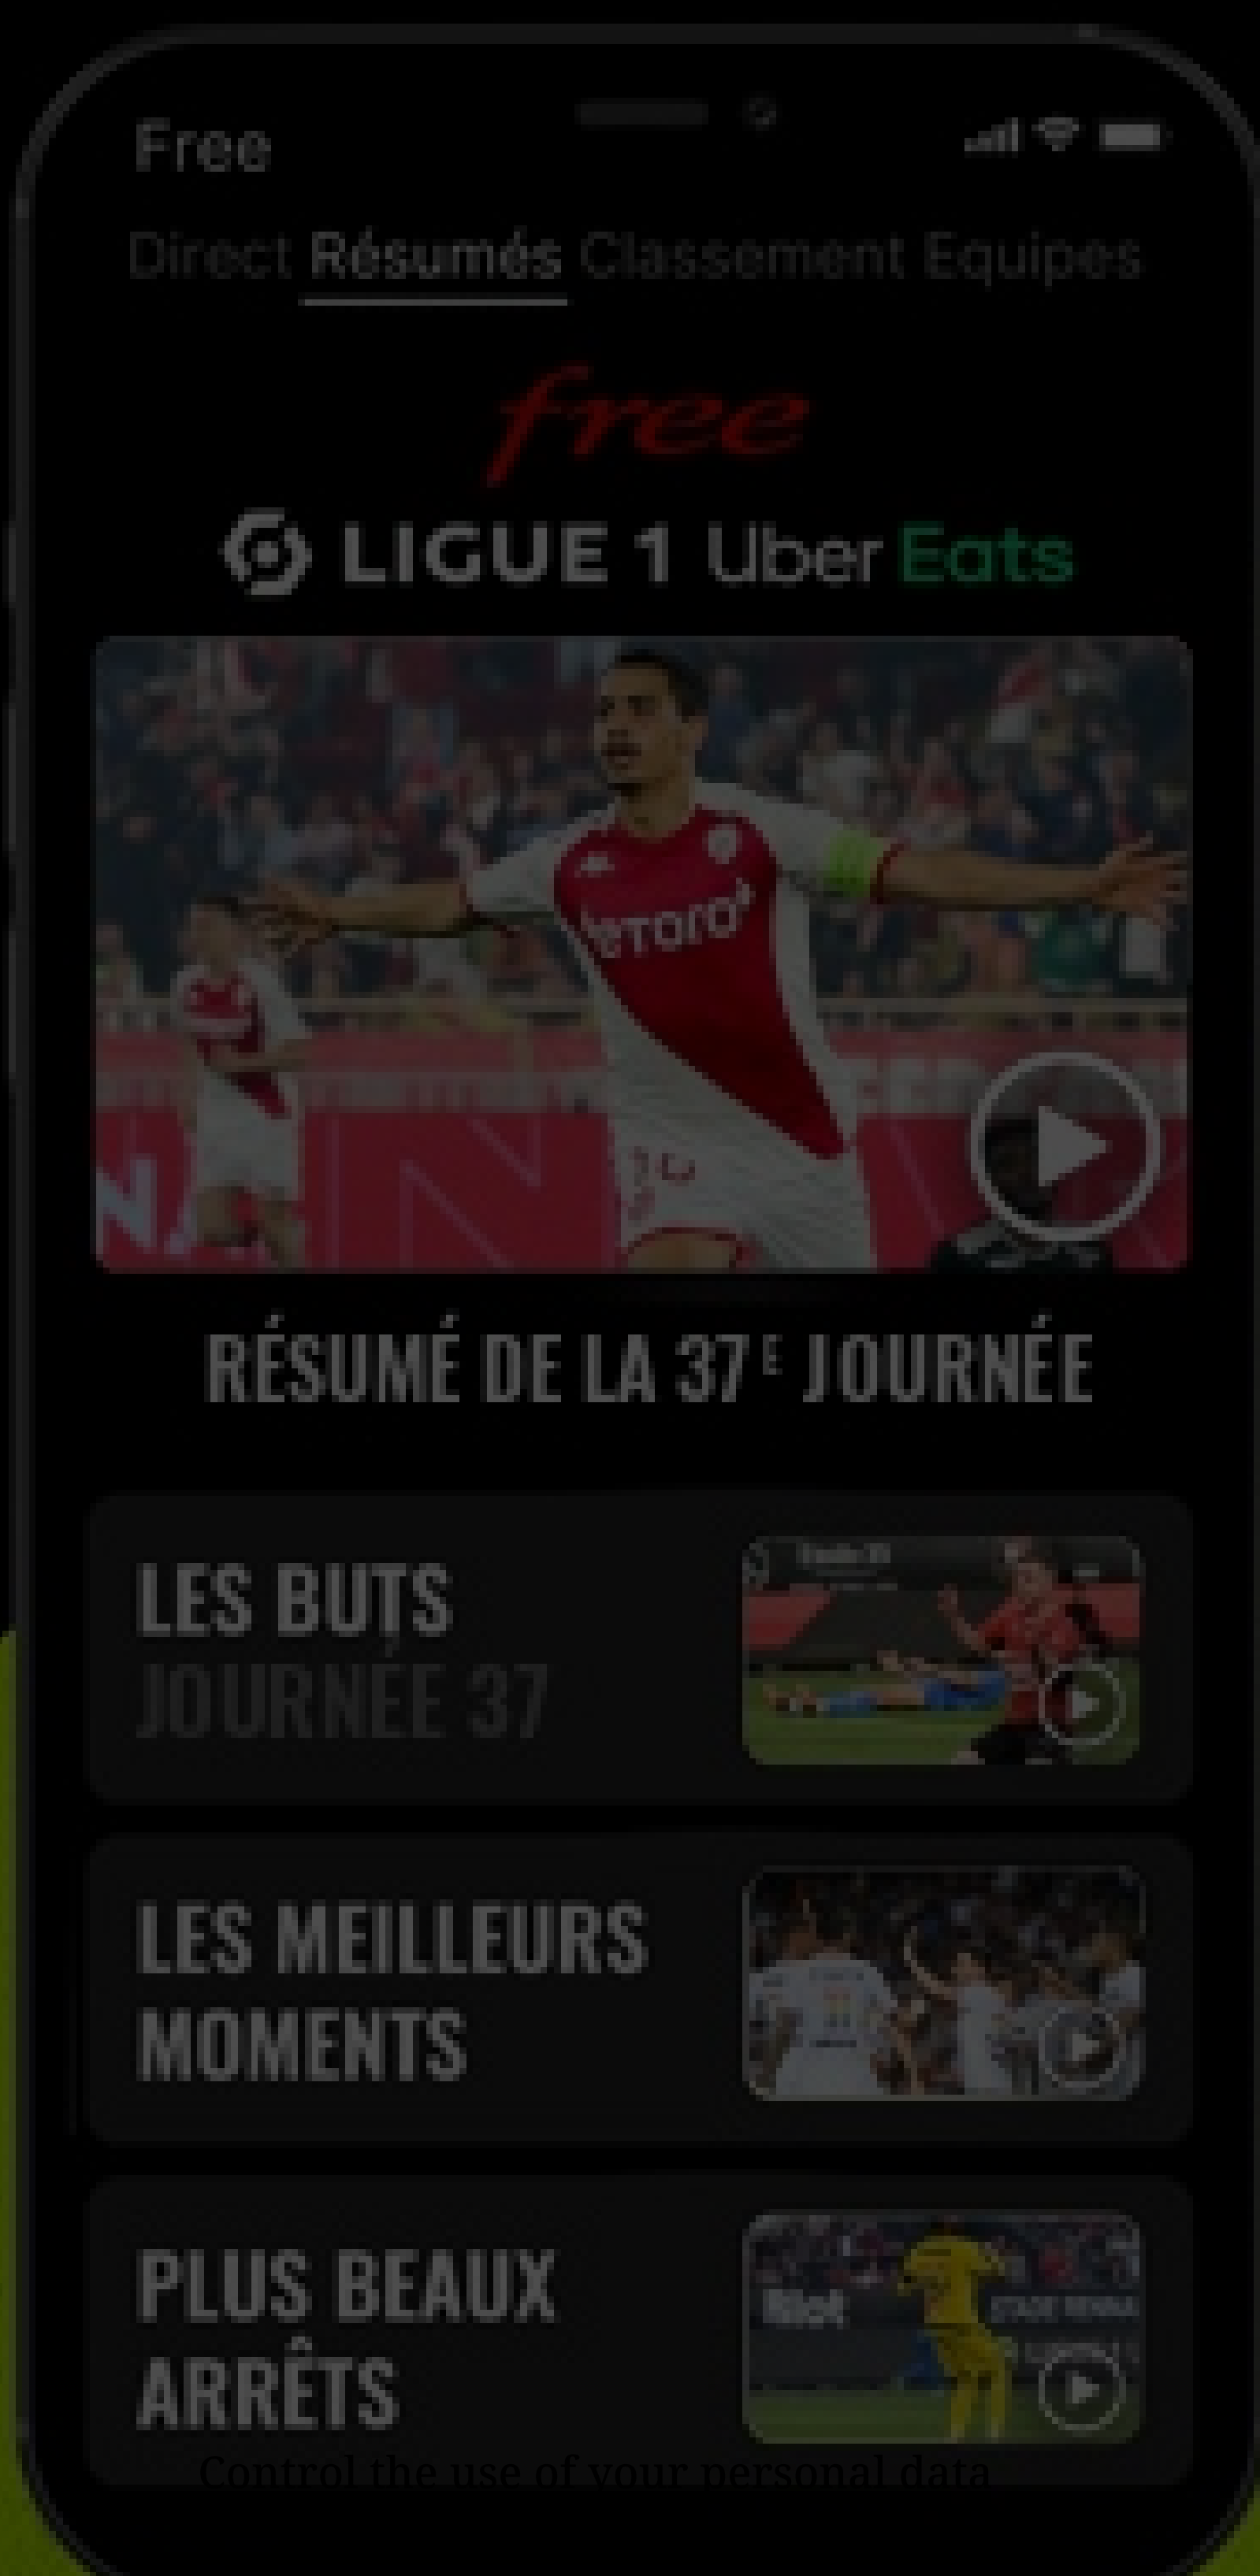 Free
Direct Résumés Classement Equipes
free
LIGUE 1 Uber Eats
eToro
RÉSUMÉ DE LA 37E JOURNÉE
LES BUTS
JOURNÉE 37
LES MEILLEURS
MOMENTS
PLUS BEAUX
ARRÊTS
Control the use of your personal data